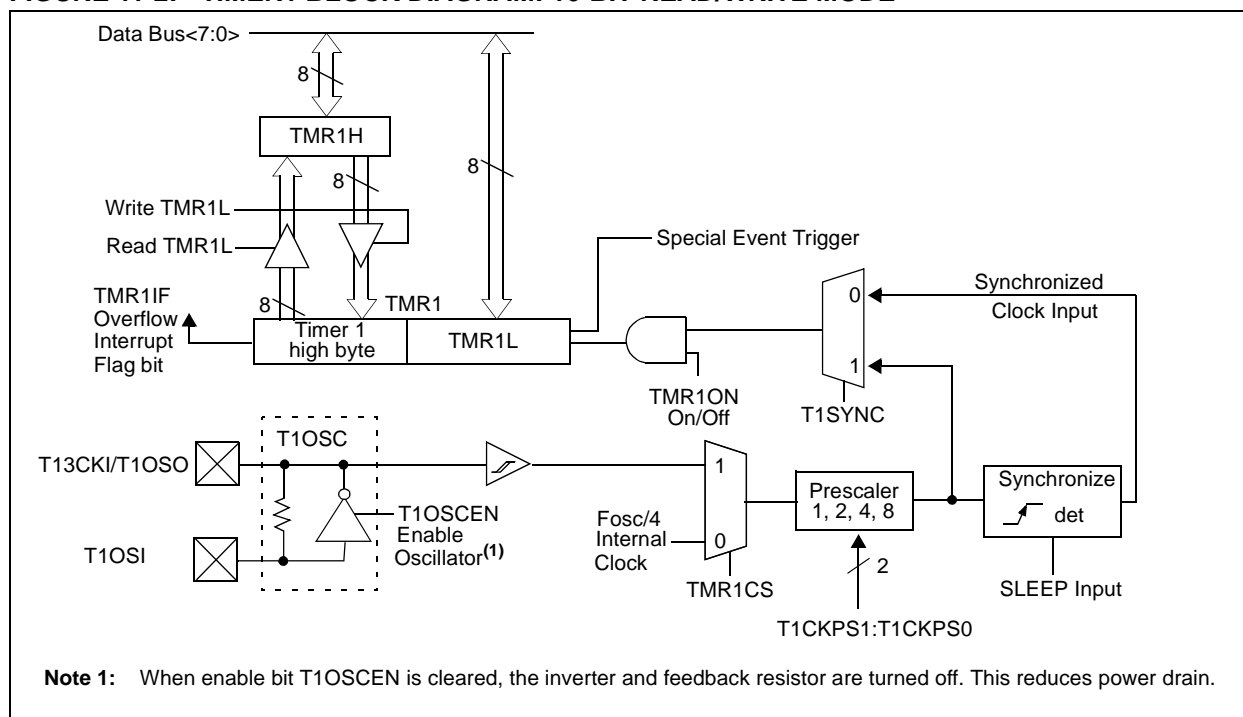 Data Bus<7:0>
8
TMR1H
8
8
Write TMR1L
Read TMR1L
Special Event Trigger
TMR1IF
Overflow
Interrupt
Flag bit
8
TMR1
Timer 1
high byte
TMR1L
0
1
Synchronized
Clock Input
TMR1ON
On/Off
T1SYNC
T1OSC
T13CKI/T1OSO
T1OSI
T1OSCEN
Enable
Oscillator(1)
Fosc/4
Internal
Clock
1
0
TMR1CS
Prescaler
1, 2, 4, 8
2
T1CKPS1:T1CKPS0
Synchronize
det
SLEEP Input
Note 1: When enable bit T1OSCEN is cleared, the inverter and feedback resistor are turned off. This reduces power drain.